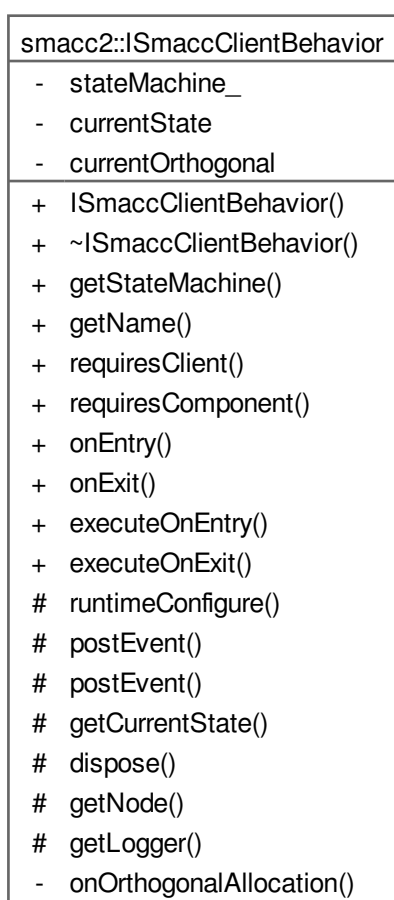 smacc2::ISmaccClientBehavior
- stateMachine_
- currentState
- currentOrthogonal
+ ISmaccClientBehavior()
+ ~ISmaccClientBehavior()
+ getStateMachine()
+ getName()
+ requiresClient()
+ requiresComponent()
+ onEntry()
+ onExit()
+ executeOnEntry()
+ executeOnExit()
# runtimeConfigure()
# postEvent()
# postEvent()
# getCurrentState()
# dispose()
# getNode()
# getLogger()
- onOrthogonalAllocation()